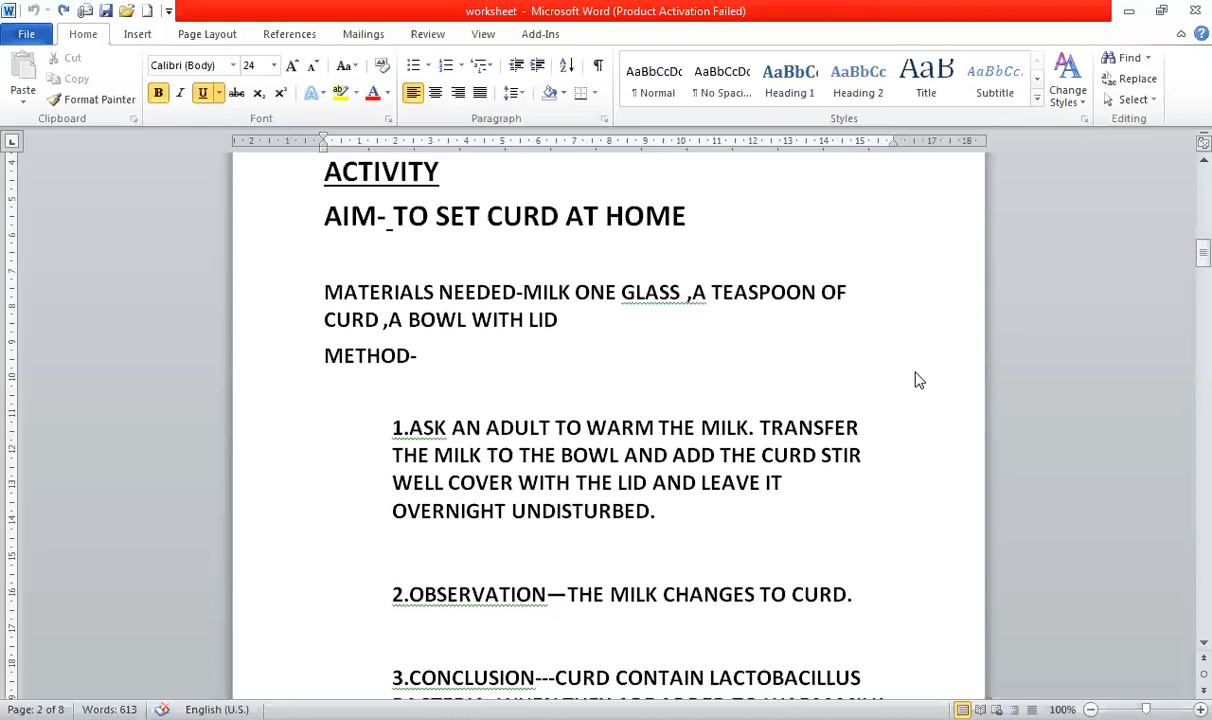 worksheet - Microsoft Word (Product Activation Failed)
File Home Insert Page Layout References Mailings Review View Add-Ins
Cut
Copy
Format Painter
Paste
Clipboard
Calibri (Body) 24
Font
Paragraph
AaBbCcDc AaBbCcDc AaBbCc AaBbCc AaB AaBbCc.
¶ Normal ¶ No Spaci... Heading 1 Heading 2 Title Subtitle
Change Styles
Styles
Find
Replace
Select
Editing
ACTIVITY
AIM- TO SET CURD AT HOME
MATERIALS NEEDED-MILK ONE GLASS ,A TEASPOON OF
CURD ,A BOWL WITH LID
METHOD-
1.ASK AN ADULT TO WARM THE MILK. TRANSFER
THE MILK TO THE BOWL AND ADD THE CURD STIR
WELL COVER WITH THE LID AND LEAVE IT
OVERNIGHT UNDISTURBED.
2.OBSERVATION—THE MILK CHANGES TO CURD.
3.CONCLUSION---CURD CONTAIN LACTOBACILLUS
Page: 2 of 8 Words: 613 English (U.S.) 100%